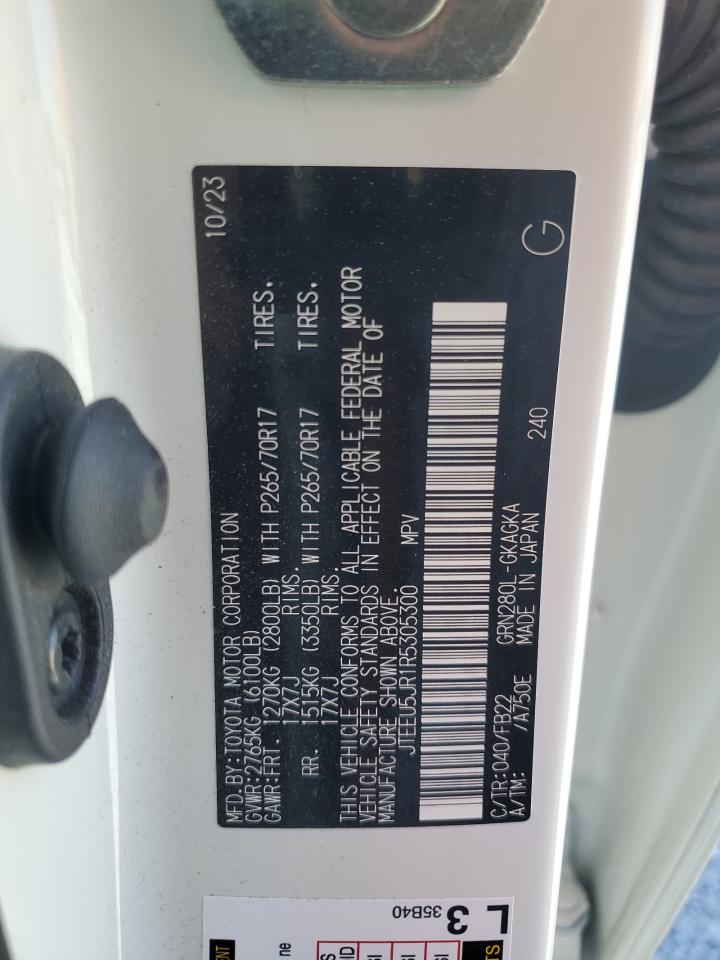 MFD.BY:TOYOTA MOTOR CORPORATION 10/23
GVWR:2765KG (6100LB)
GAWR:FRT. 1270KG (2800LB) WITH P265/70R17 TIRES.
17X7J RIMS.
RR. 1515KG (3350LB) WITH P265/70R17 TIRES.
17X7J RIMS.
THIS VEHICLE CONFORMS TO ALL APPLICABLE FEDERAL MOTOR
VEHICLE SAFETY STANDARDS IN EFFECT ON THE DATE OF
MANUFACTURE SHOWN ABOVE.
JTEEU5JR1R5305300 MPV
C/TR:040/FB22 GRN280L-GKAGKA 240 G
A/TM: /A750E MADE IN JAPAN
L 3
35B40
ne